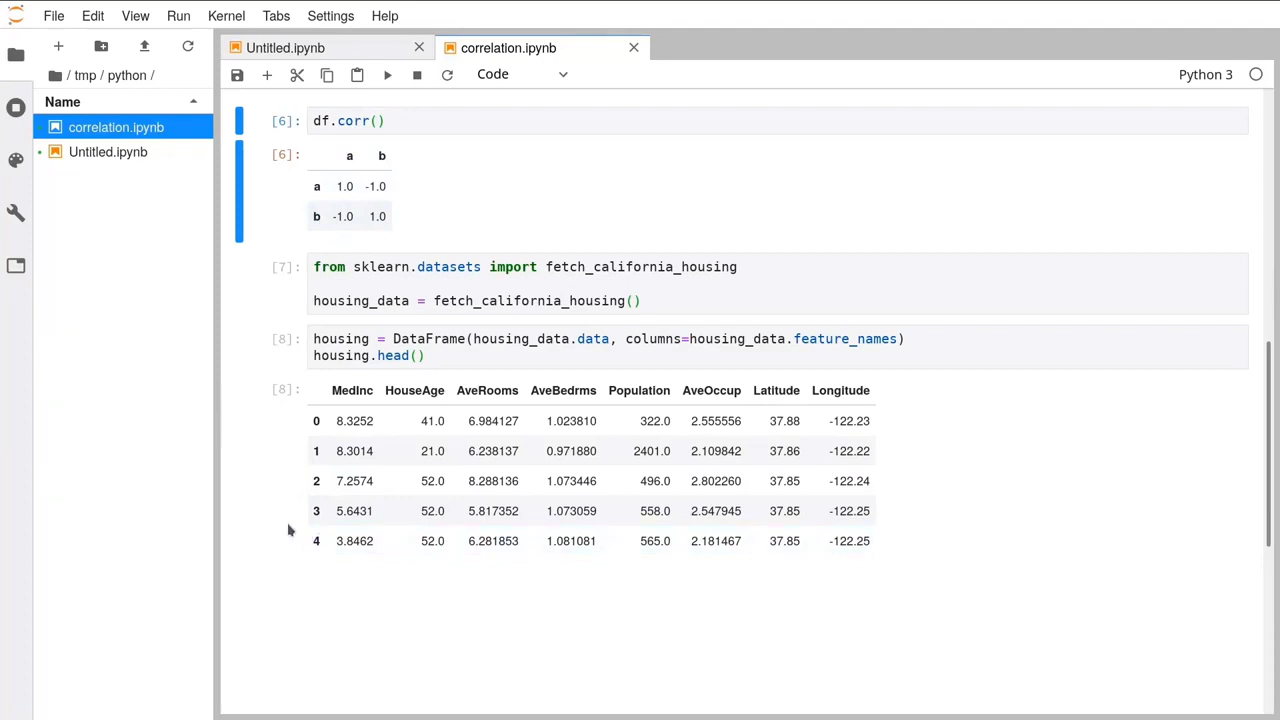 File Edit View Run Kernel Tabs Settings Help
Untitled.ipynb correlation.ipynb
Code Python 3
/ tmp / python /
Name
correlation.ipynb
Untitled.ipynb
[6]: df.corr()
[6]: a b
a 1.0 -1.0
b -1.0 1.0
[7]: from sklearn.datasets import fetch_california_housing
housing_data = fetch_california_housing()
[8]: housing = DataFrame(housing_data.data, columns=housing_data.feature_names)
housing.head()
[8]: MedInc HouseAge AveRooms AveBedrms Population AveOccup Latitude Longitude
0 8.3252 41.0 6.984127 1.023810 322.0 2.555556 37.88 -122.23
1 8.3014 21.0 6.238137 0.971880 2401.0 2.109842 37.86 -122.22
2 7.2574 52.0 8.288136 1.073446 496.0 2.802260 37.85 -122.24
3 5.6431 52.0 5.817352 1.073059 558.0 2.547945 37.85 -122.25
4 3.8462 52.0 6.281853 1.081081 565.0 2.181467 37.85 -122.25